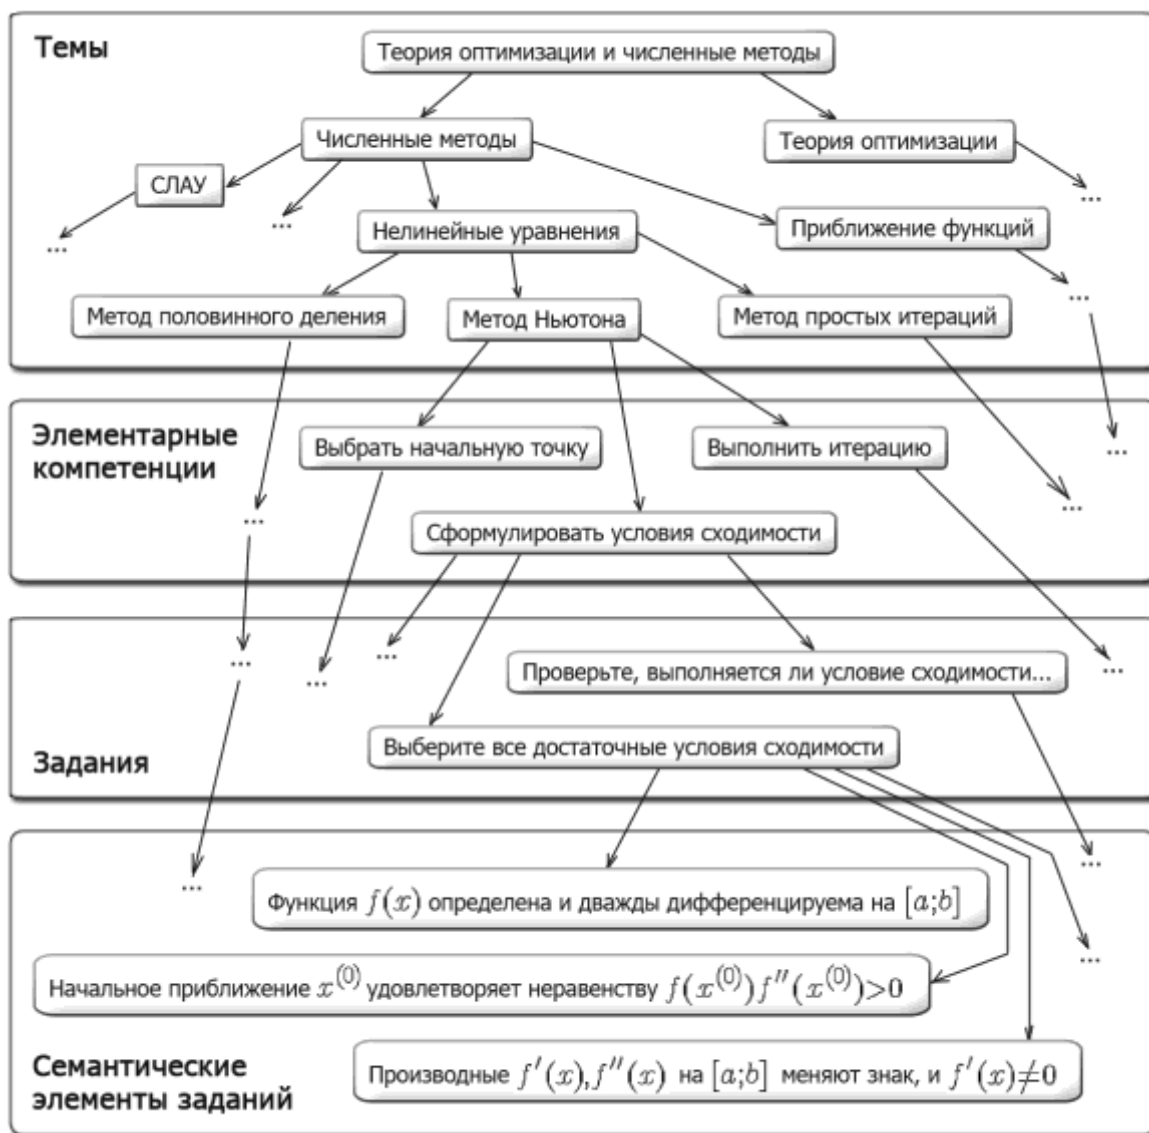 Темы
Теория оптимизации и численные методы
Численные методы
Теория оптимизации
СЛАУ
...
...
...
Нелинейные уравнения
Приближение функций
...
Метод половинного деления
Метод Ньютона
Метод простых итераций
Элементарные
компетенции
Выбрать начальную точку
Выполнить итерацию
...
...
...
Сформулировать условия сходимости
...
...
...
...
Проверьте, выполняется ли условие сходимости...
Выберите все достаточные условия сходимости
Задания
...
...
Функция f(x) определена и дважды дифференцируема на [a;b]
...
Начальное приближение x^(0) удовлетворяет неравенству f(x^(0))f''(x^(0))>0
Семантические
элементы заданий
Производные f'(x),f''(x) на [a;b] меняют знак, и f'(x)≠0